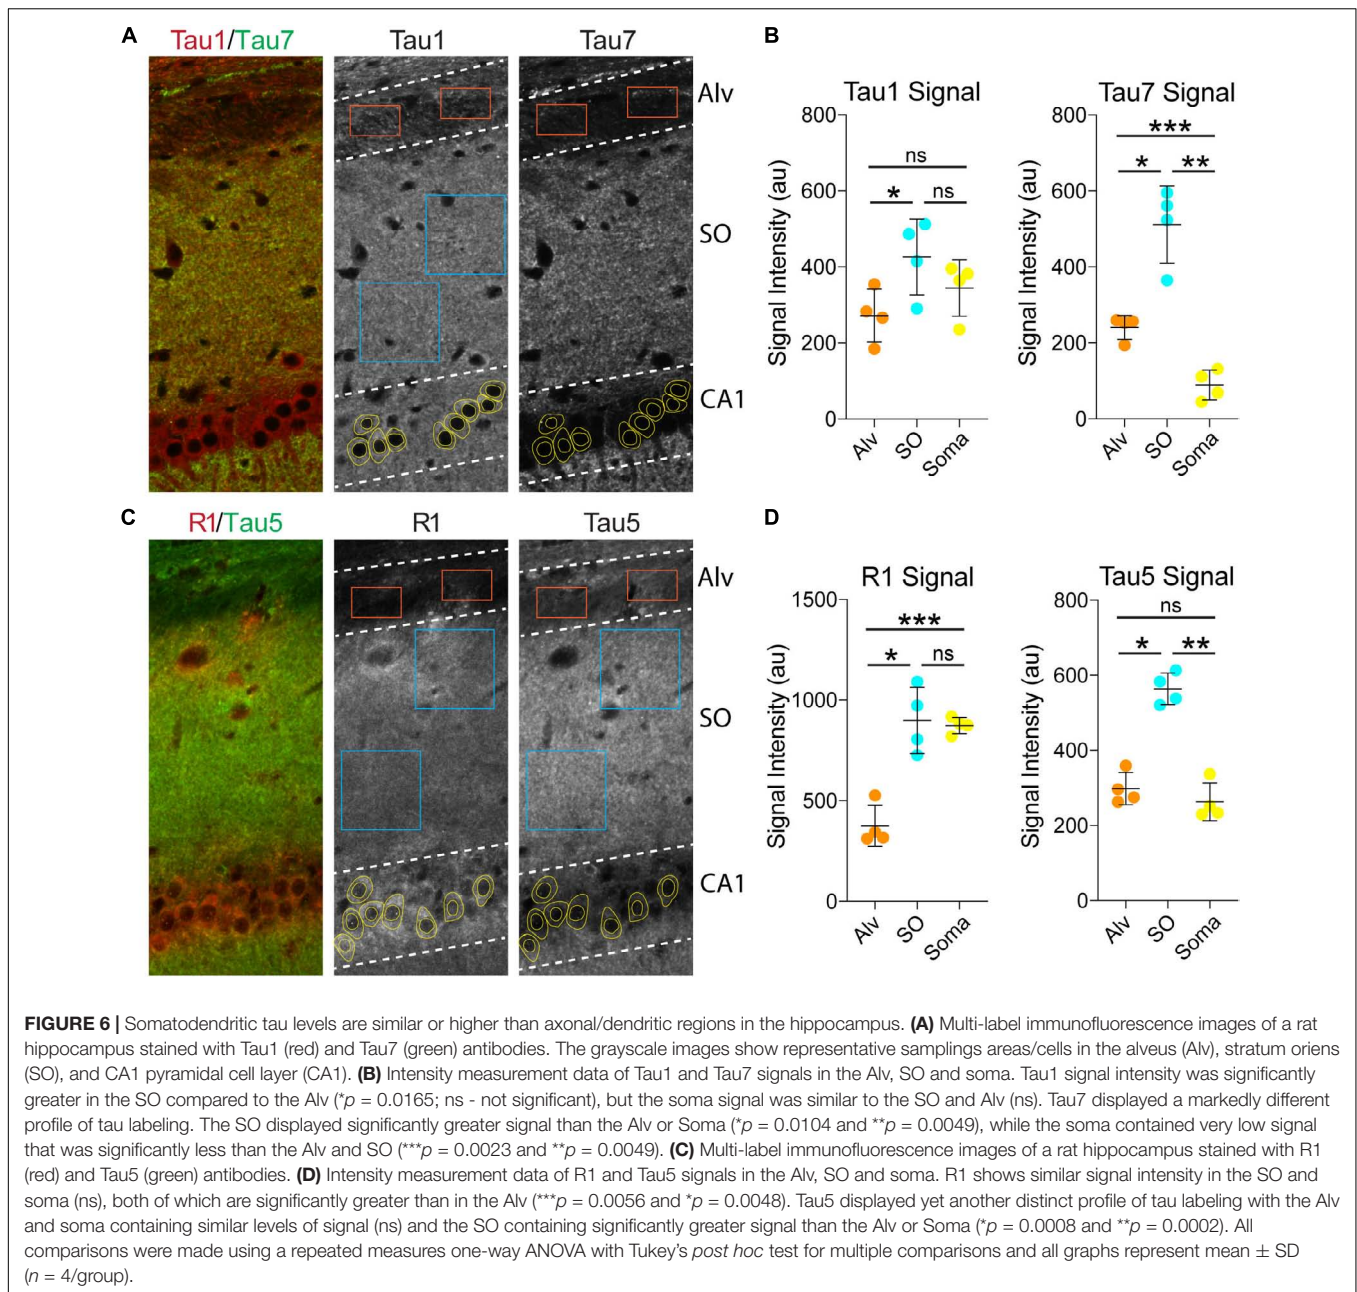 A
Tau1/Tau7
Tau1
Tau7
Alv
SO
CA1
B
Tau1 Signal
Signal Intensity (au)
800
600
400
200
0
ns
*
ns
Alv
SO
Soma
Tau7 Signal
Signal Intensity (au)
800
600
400
200
0
***
*
**
Alv
SO
Soma
C
R1/Tau5
R1
Tau5
Alv
SO
CA1
D
R1 Signal
Signal Intensity (au)
1500
1000
500
0
***
*
ns
Alv
SO
Soma
Tau5 Signal
Signal Intensity (au)
800
600
400
200
0
ns
*
**
Alv
SO
Soma
FIGURE 6 | Somatodendritic tau levels are similar or higher than axonal/dendritic regions in the hippocampus. (A) Multi-label immunofluorescence images of a rat
hippocampus stained with Tau1 (red) and Tau7 (green) antibodies. The grayscale images show representative samplings areas/cells in the alveus (Alv), stratum oriens
(SO), and CA1 pyramidal cell layer (CA1). (B) Intensity measurement data of Tau1 and Tau7 signals in the Alv, SO and soma. Tau1 signal intensity was significantly
greater in the SO compared to the Alv (*p = 0.0165; ns - not significant), but the soma signal was similar to the SO and Alv (ns). Tau7 displayed a markedly different
profile of tau labeling. The SO displayed significantly greater signal than the Alv or Soma (*p = 0.0104 and **p = 0.0049), while the soma contained very low signal
that was significantly less than the Alv and SO (***p = 0.0023 and **p = 0.0049). (C) Multi-label immunofluorescence images of a rat hippocampus stained with R1
(red) and Tau5 (green) antibodies. (D) Intensity measurement data of R1 and Tau5 signals in the Alv, SO and soma. R1 shows similar signal intensity in the SO and
soma (ns), both of which are significantly greater than in the Alv (***p = 0.0056 and *p = 0.0048). Tau5 displayed yet another distinct profile of tau labeling with the Alv
and soma containing similar levels of signal (ns) and the SO containing significantly greater signal than the Alv or Soma (*p = 0.0008 and **p = 0.0002). All
comparisons were made using a repeated measures one-way ANOVA with Tukey's post hoc test for multiple comparisons and all graphs represent mean ± SD
(n = 4/group).